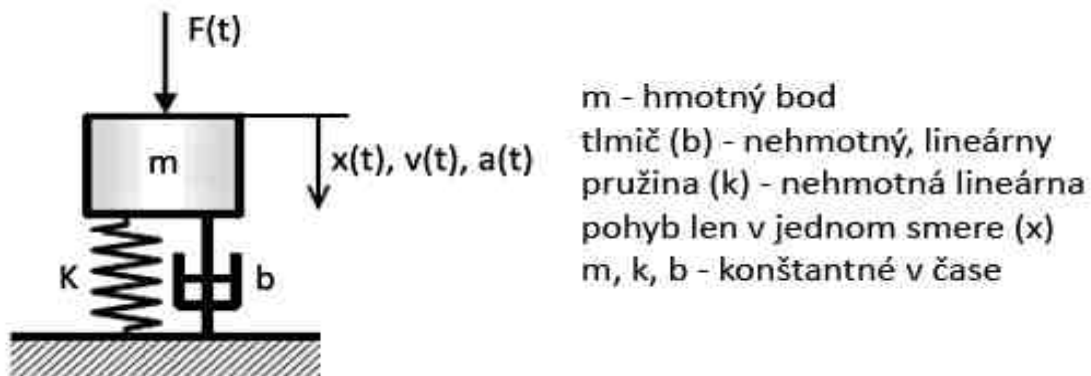 F(t)
m
x(t), v(t), a(t)
K
b
m - hmotný bod
tlmič (b) - nehmotný, lineárny
pružina (k) - nehmotná lineárna
pohyb len v jednom smere (x)
m, k, b - konštantné v čase